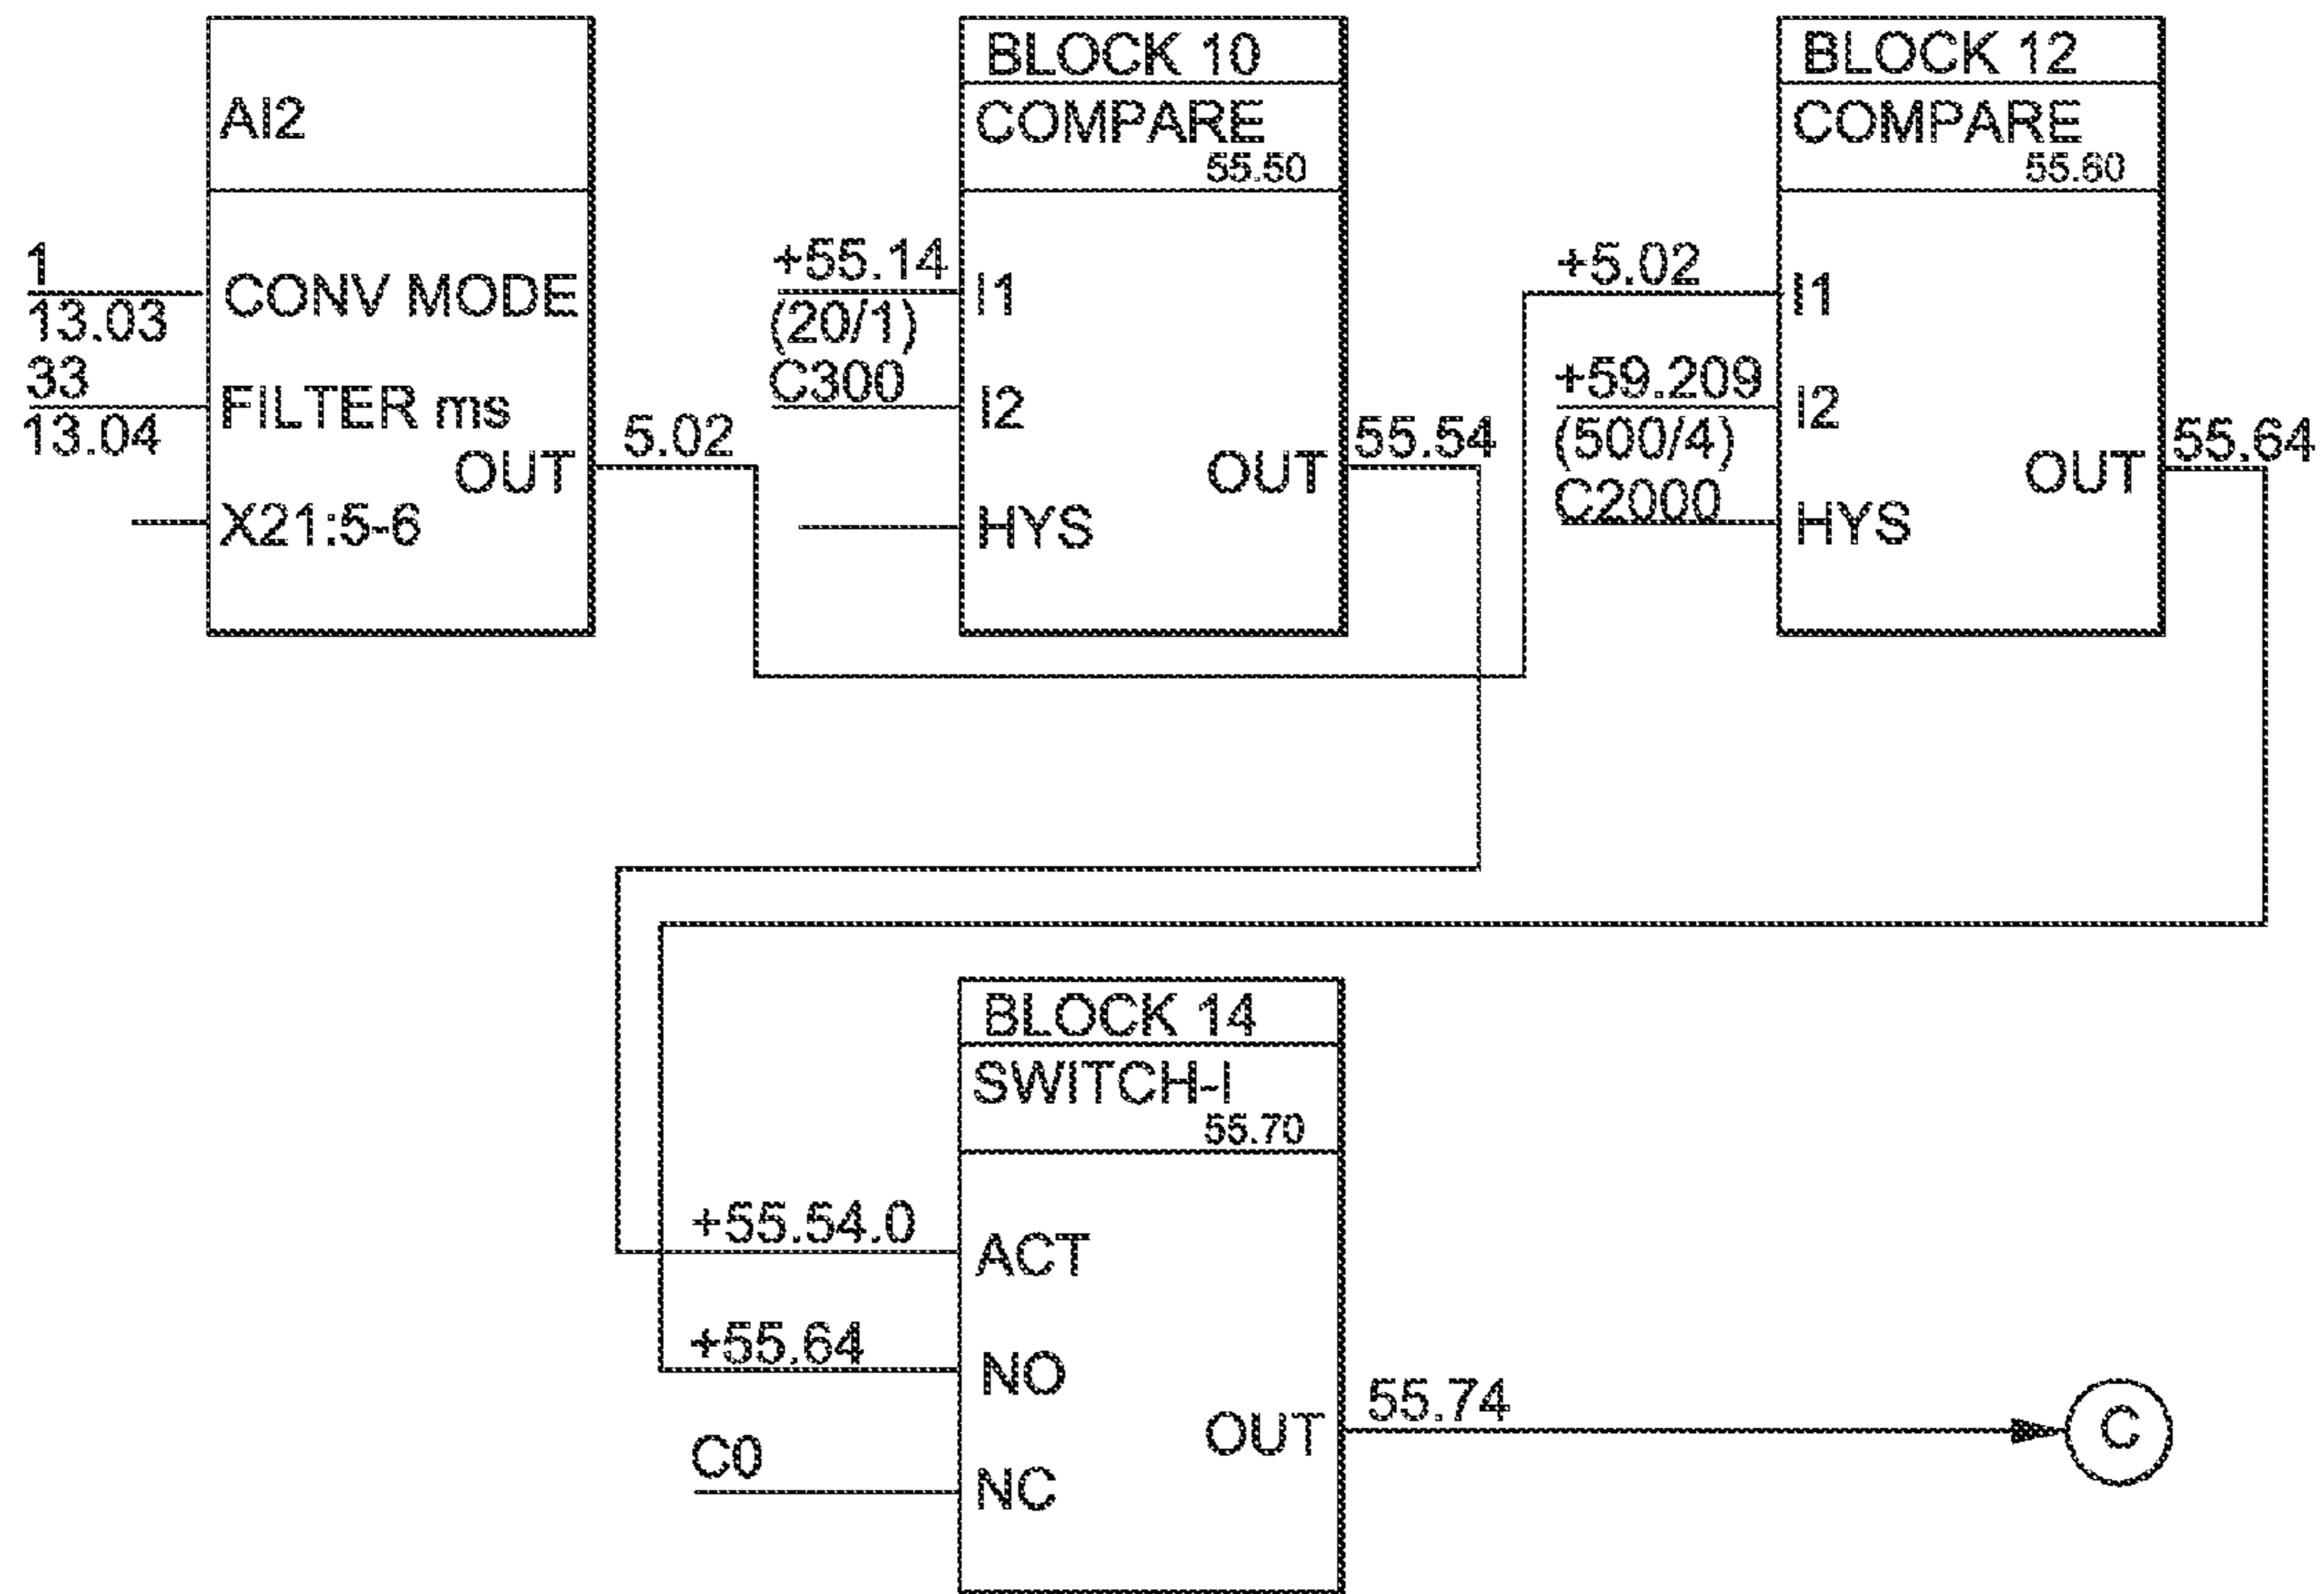 AI2
1
13.03
CONV MODE
33
13.04
FILTER ms
OUT
5.02
X21:5-6
BLOCK 10
COMPARE
55.50
+55.14
(20/1)
I1
C300
I2
OUT
55.54
HYS
BLOCK 12
COMPARE
55.60
+5.02
I1
+59.209
(500/4)
I2
OUT
55.64
C2000
HYS
BLOCK 14
SWITCH-I
55.70
+55.54.0
ACT
+55.64
NO
OUT
55.74
C
C0
NC